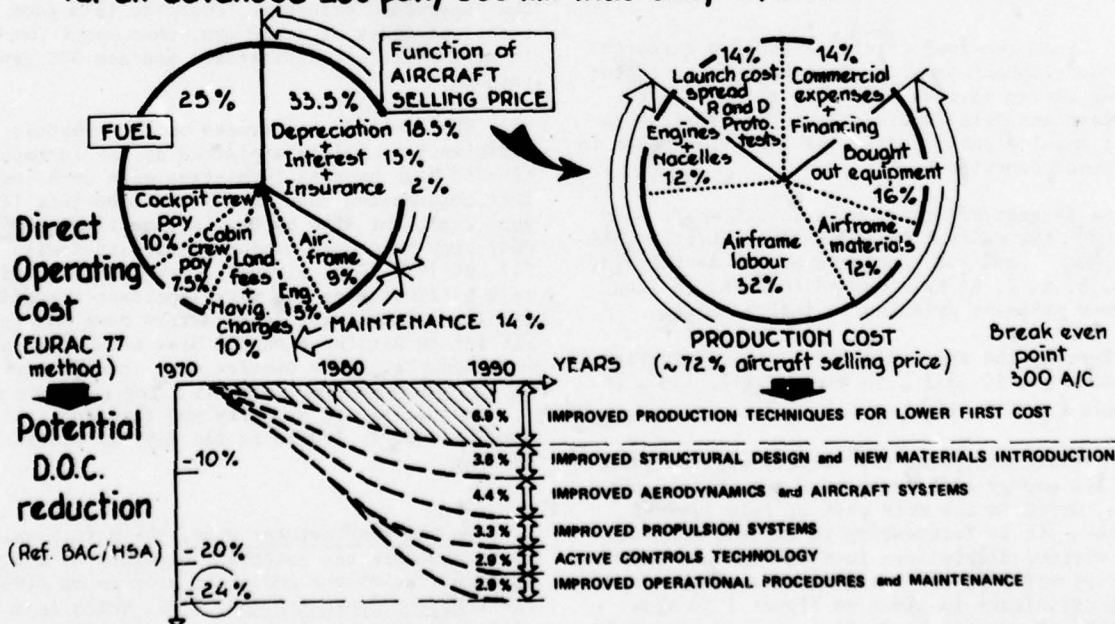 for an advanced
Function of
AIRCRAFT
SELLING PRICE
25%
33.5%
FUEL
Depreciation 18.5%
+
Interest 13%
+
Insurance 2%
Cockpit crew
pay
10%
Cabin
crew
pay
7.5%
Land.
fees
+
Navig.
charges
10%
Eng.
5%
Air-
frame
9%
MAINTENANCE 14%
Direct
Operating
Cost
(EURAC 77
method)
14%
Launch cost
spread
R and D
Proto.
tests
14%
Commercial
expenses
+
Financing
Engines
+
Nacelles
12%
Bought
out equipment
16%
Airframe
materials
12%
Airframe
labour
32%
PRODUCTION COST
(~72% aircraft selling price)
Break even
point
300 A/C
1970
1980
1990
YEARS
Potential
D.O.C.
reduction
(Ref. BAC/HSA)
-10%
-20%
-24%
6.9% IMPROVED PRODUCTION TECHNIQUES FOR LOWER FIRST COST
3.6% IMPROVED STRUCTURAL DESIGN and NEW MATERIALS INTRODUCTION
4.4% IMPROVED AERODYNAMICS and AIRCRAFT SYSTEMS
3.3% IMPROVED PROPULSION SYSTEMS
2.9% ACTIVE CONTROLS TECHNOLOGY
2.9% IMPROVED OPERATIONAL PROCEDURES and MAINTENANCE